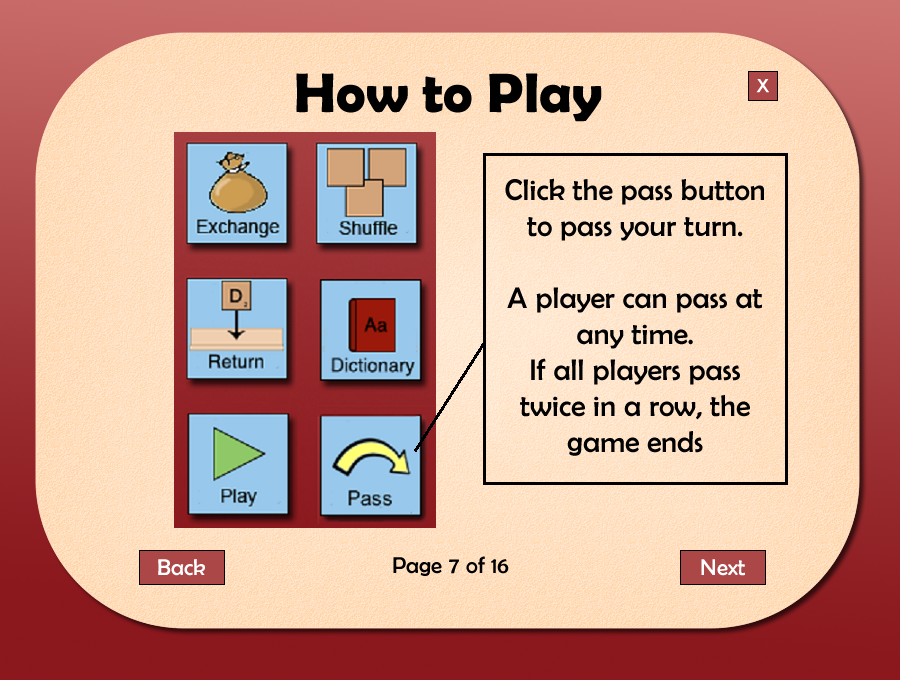 How to Play
X
Exchange
Shuffle
D2
Return
Aa
Dictionary
Play
Pass
Click the pass button
to pass your turn.
A player can pass at
any time.
If all players pass
twice in a row, the
game ends
Back
Page 7 of 16
Next